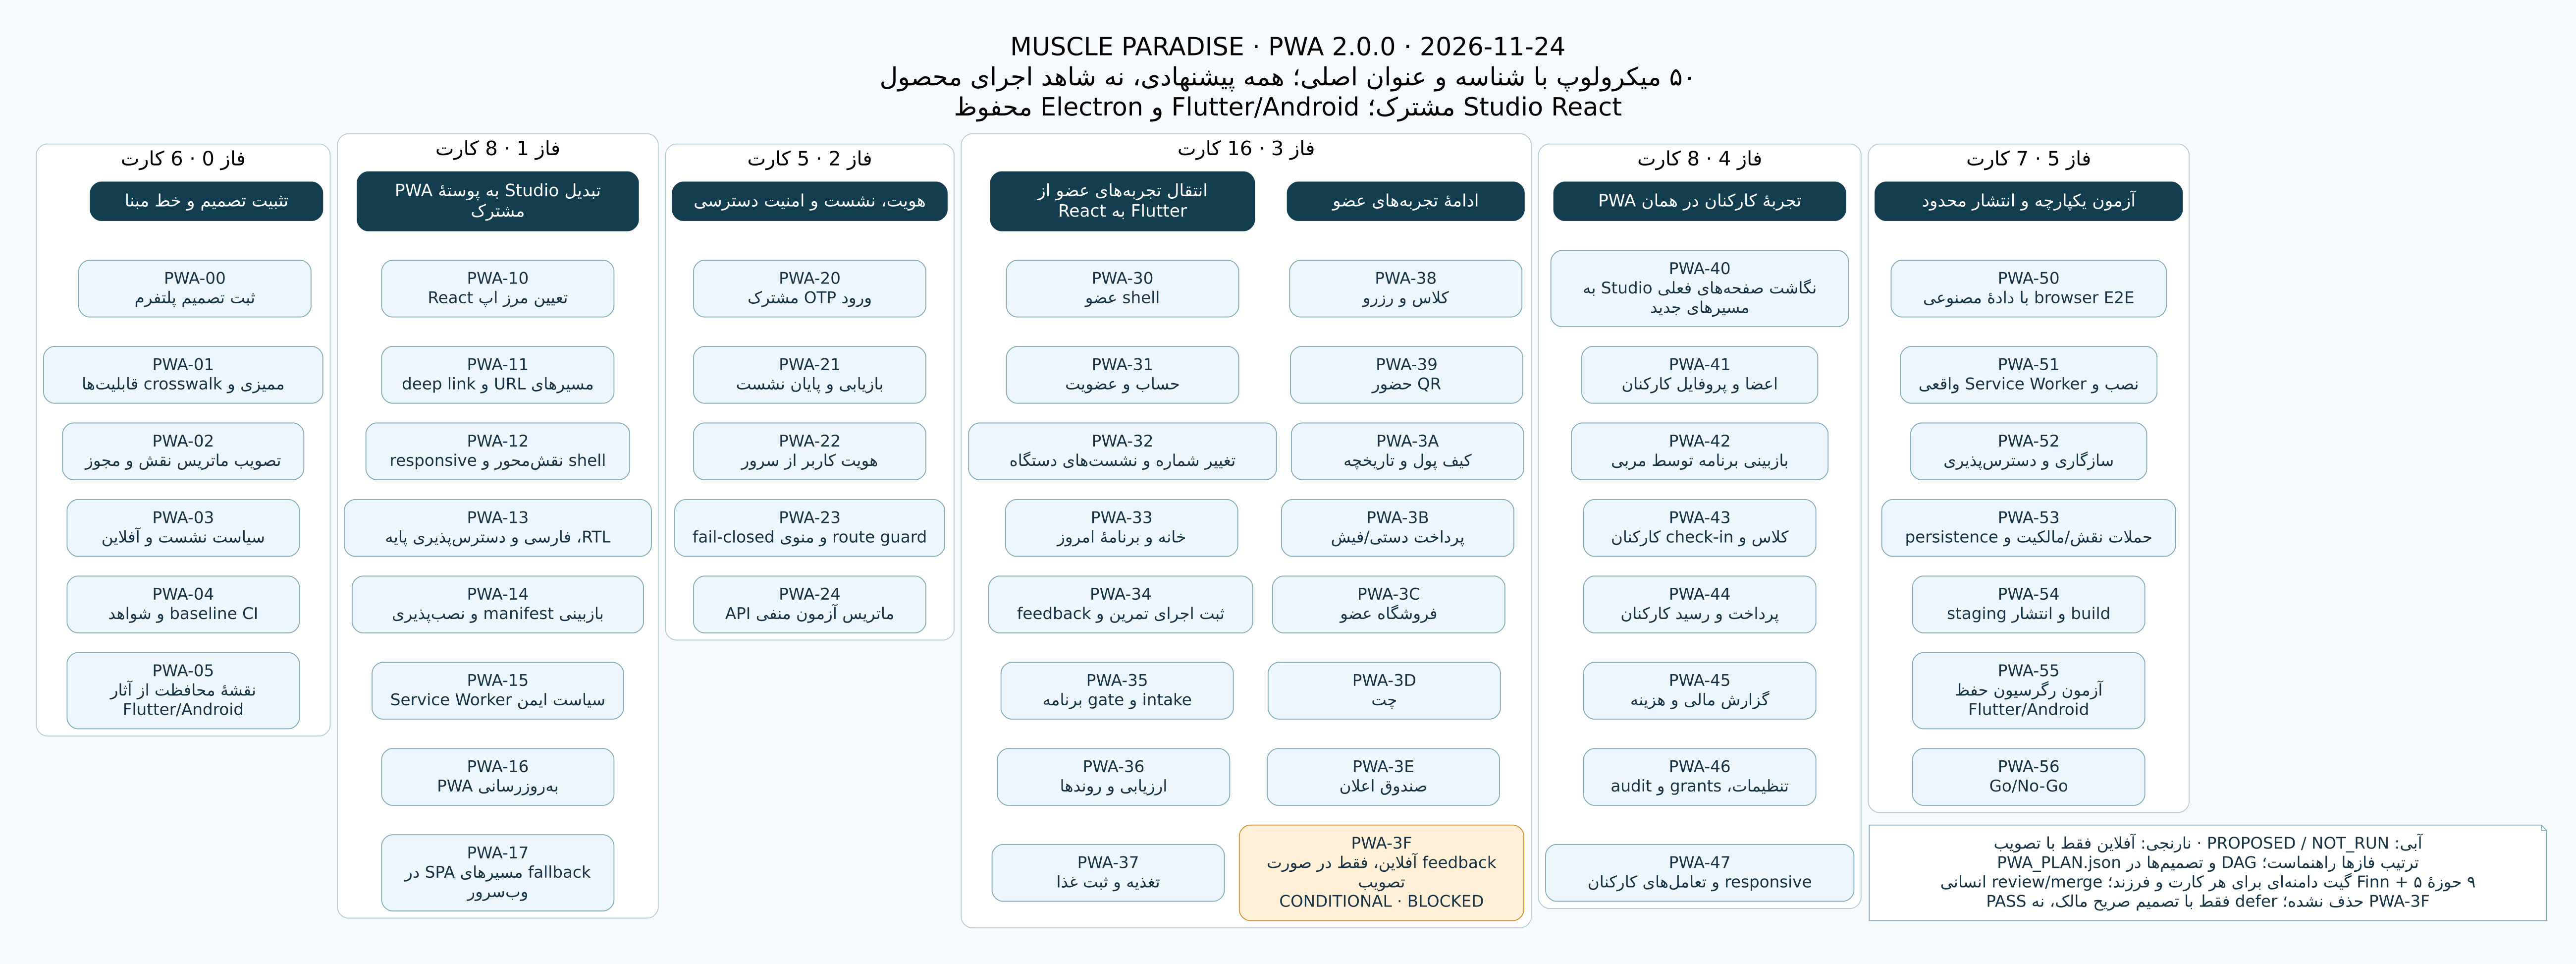 MUSCLE PARADISE · PWA 2.0.0 · 2026-11-24
۵۰ میکرولوپ با شناسه و عنوان اصلی؛ همه پیشنهادی، نه شاهد اجرای محصول
Studio React مشترک؛ Flutter/Android و Electron محفوظ
فاز 0 · 6 کارت
تثبیت تصمیم و خط مبنا
PWA-00
ثبت تصمیم پلتفرم
PWA-01
ممیزی و crosswalk قابلیت‌ها
PWA-02
تصویب ماتریس نقش و مجوز
PWA-03
سیاست نشست و آفلاین
PWA-04
baseline CI و شواهد
PWA-05
نقشهٔ محافظت از آثار
Flutter/Android
فاز 1 · 8 کارت
تبدیل Studio به پوستهٔ PWA
مشترک
PWA-10
تعیین مرز اپ React
PWA-11
مسیرهای URL و deep link
PWA-12
shell نقش‌محور و responsive
PWA-13
RTL، فارسی و دسترس‌پذیری پایه
PWA-14
بازبینی manifest و نصب‌پذیری
PWA-15
سیاست ایمن Service Worker
PWA-16
به‌روزرسانی PWA
PWA-17
fallback مسیرهای SPA در
وب‌سرور
فاز 2 · 5 کارت
هویت، نشست و امنیت دسترسی
PWA-20
ورود OTP مشترک
PWA-21
بازیابی و پایان نشست
PWA-22
هویت کاربر از سرور
PWA-23
route guard و منوی fail-closed
PWA-24
ماتریس آزمون منفی API
فاز 3 · 16 کارت
انتقال تجربه‌های عضو از
Flutter به React
PWA-30
shell عضو
PWA-31
حساب و عضویت
PWA-32
تغییر شماره و نشست‌های دستگاه
PWA-33
خانه و برنامهٔ امروز
PWA-34
ثبت اجرای تمرین و feedback
PWA-35
intake و gate برنامه
PWA-36
ارزیابی و روندها
PWA-37
تغذیه و ثبت غذا
ادامهٔ تجربه‌های عضو
PWA-38
کلاس و رزرو
PWA-39
QR حضور
PWA-3A
کیف پول و تاریخچه
PWA-3B
پرداخت دستی/فیش
PWA-3C
فروشگاه عضو
PWA-3D
چت
PWA-3E
صندوق اعلان
PWA-3F
feedback آفلاین، فقط در صورت
تصویب
CONDITIONAL · BLOCKED
فاز 4 · 8 کارت
تجربهٔ کارکنان در همان PWA
PWA-40
نگاشت صفحه‌های فعلی Studio به
مسیرهای جدید
PWA-41
اعضا و پروفایل کارکنان
PWA-42
بازبینی برنامه توسط مربی
PWA-43
کلاس و check-in کارکنان
PWA-44
پرداخت و رسید کارکنان
PWA-45
گزارش مالی و هزینه
PWA-46
تنظیمات، grants و audit
PWA-47
responsive و تعامل‌های کارکنان
فاز 5 · 7 کارت
آزمون یکپارچه و انتشار محدود
PWA-50
browser E2E با دادهٔ مصنوعی
PWA-51
نصب و Service Worker واقعی
PWA-52
سازگاری و دسترس‌پذیری
PWA-53
حملات نقش/مالکیت و persistence
PWA-54
build و انتشار staging
PWA-55
آزمون رگرسیون حفظ
Flutter/Android
PWA-56
Go/No-Go
آبی: PROPOSED / NOT_RUN · نارنجی: آفلاین فقط با تصویب
ترتیب فازها راهنماست؛ DAG و تصمیم‌ها در PWA_PLAN.json
۹ حوزهٔ Finn + ۵ گیت دامنه‌ای برای هر کارت و فرزند؛ review/merge انسانی
PWA-3F حذف نشده؛ defer فقط با تصمیم صریح مالک، نه PASS